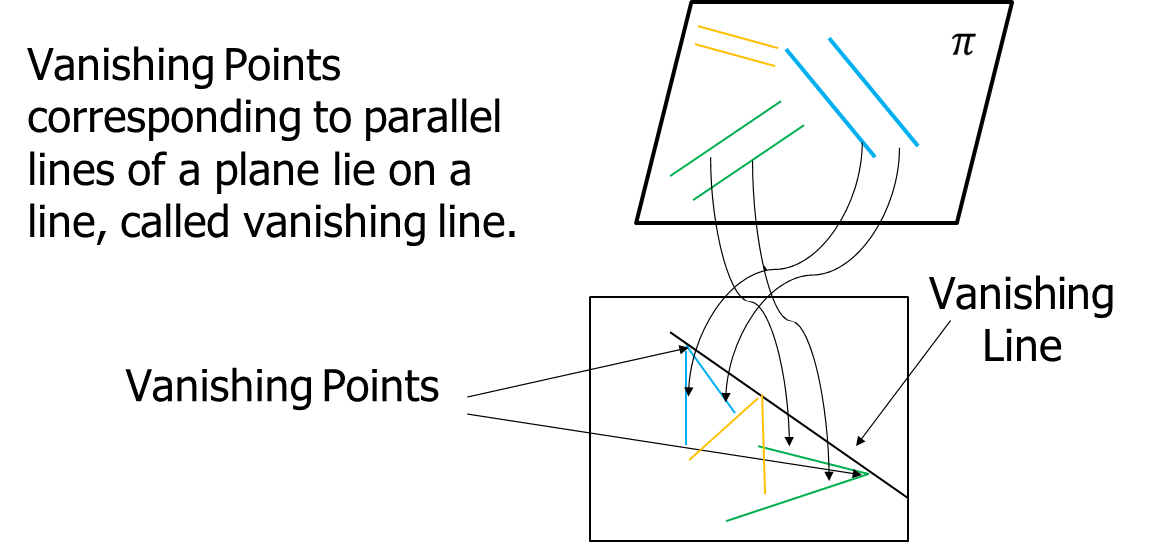 Vanishing Points
corresponding to parallel
lines of a plane lie on a
line, called vanishing line.
π
Vanishing
Line
Vanishing Points